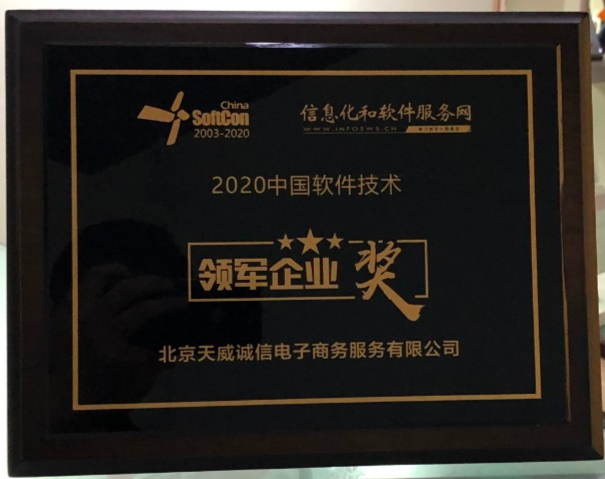 China
SoftCon
2003-2020
信息化和软件服务网
WWW.INFOSWS.CN
2020中国软件技术
领军企业奖
北京天威诚信电子商务服务有限公司